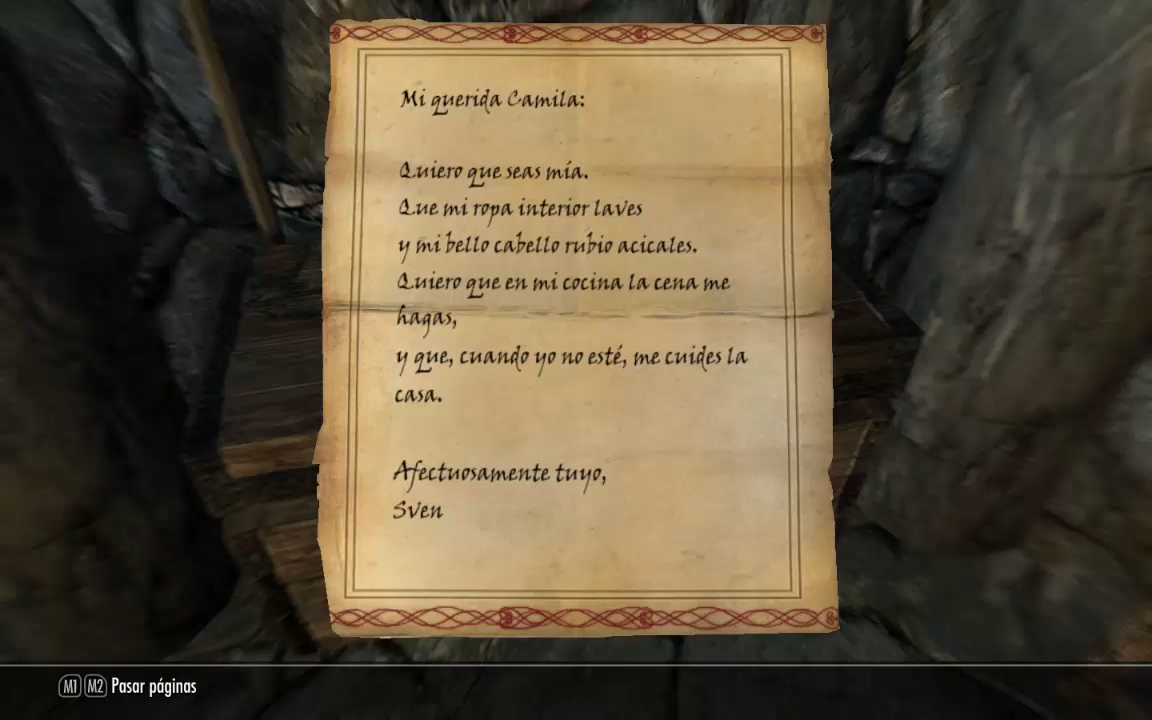 Mi querida Camila:
Quiero que seas mía.
Que mi ropa interior laves
y mi bello cabello rubio acicales.
Quiero que en mi cocina la cena me
hagas,
y que, cuando yo no esté, me cuides la
casa.
Afectuosamente tuyo,
Sven
M1 M2 Pasar páginas